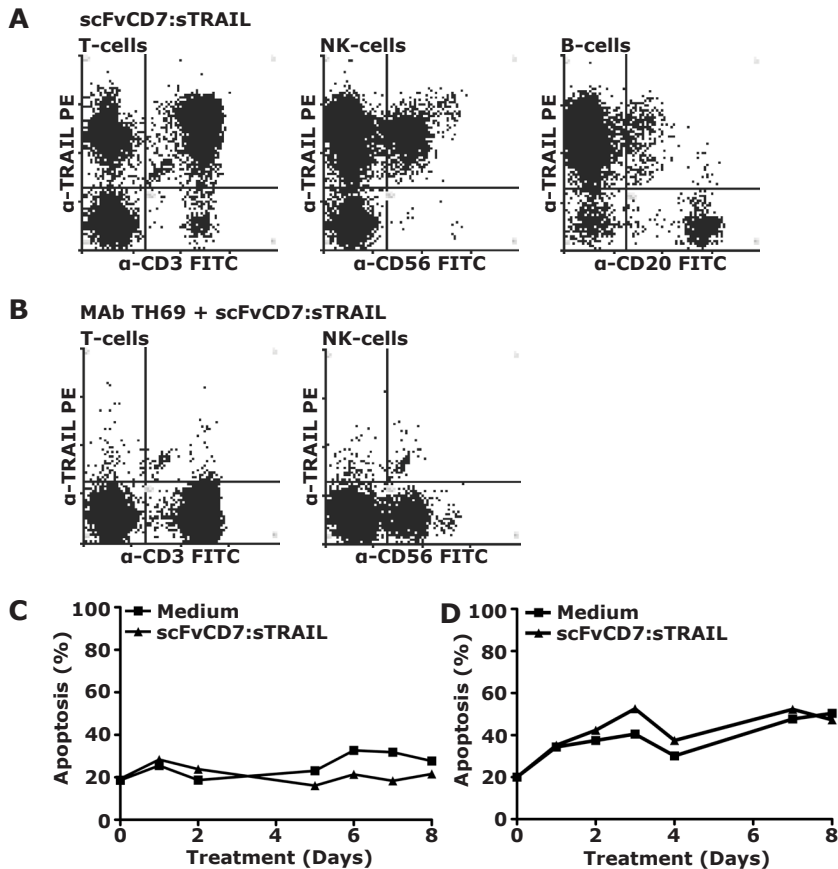 A
scFvCD7:sTRAIL
T-cells
NK-cells
B-cells
α-TRAIL PE
α-TRAIL PE
α-TRAIL PE
α-CD3 FITC
α-CD56 FITC
α-CD20 FITC
B
MAb TH69 + scFvCD7:sTRAIL
T-cells
NK-cells
α-TRAIL PE
α-TRAIL PE
α-CD3 FITC
α-CD56 FITC
C
Medium
scFvCD7:sTRAIL
Apoptosis (%)
100
80
60
40
20
0
0 2 4 6 8
Treatment (Days)
D
Medium
scFvCD7:sTRAIL
Apoptosis (%)
100
80
60
40
20
0
0 2 4 6 8
Treatment (Days)